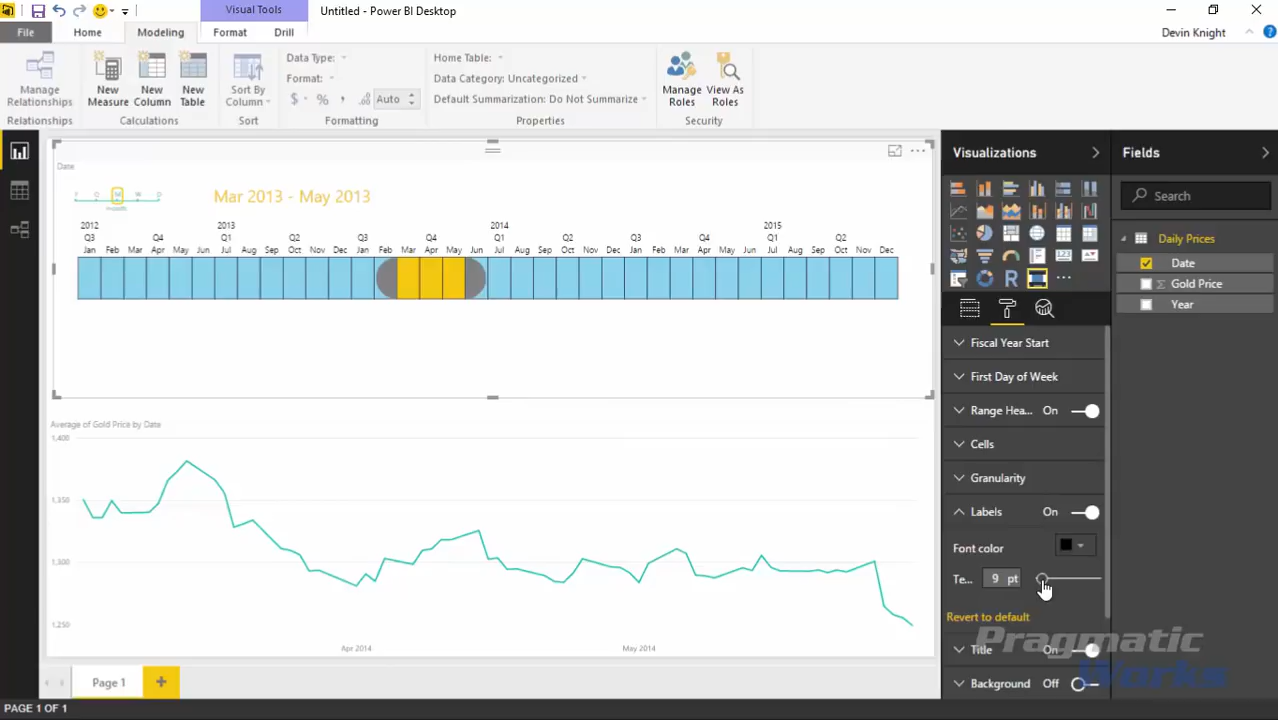 Visual Tools
Untitled - Power BI Desktop
File Home Modeling Format Drill
Devin Knight
Manage Relationships
New Measure
New Column
New Table
Sort By Column
Data Type:
Format:
$ % , Auto
Home Table:
Data Category: Uncategorized
Default Summarization: Do Not Summarize
Manage Roles
View As Roles
Relationships Calculations Sort Formatting Properties Security
Date
Mar 2013 - May 2013
2012 2013 2014 2015
Q3 Q4 Q1 Q2 Q3 Q4 Q1 Q2 Q3 Q4 Q1 Q2
Jan Feb Mar Apr May Jun Jul Aug Sep Oct Nov Dec Jan Feb Mar Apr May Jun Jul Aug Sep Oct Nov Dec Jan Feb Mar Apr May Jun Jul Aug Sep Oct Nov Dec
Average of Gold Price by Date
1,400
1,350
1,300
1,250
Apr 2014 May 2014
Visualizations
R
Fiscal Year Start
First Day of Week
Range Hea... On
Cells
Granularity
Labels On
Font color
Te... 9 pt
Revert to default
Title On
Background Off
Fields
Search
Daily Prices
Date
Σ Gold Price
Year
Pragmatic
Works
Page 1
PAGE 1 OF 1